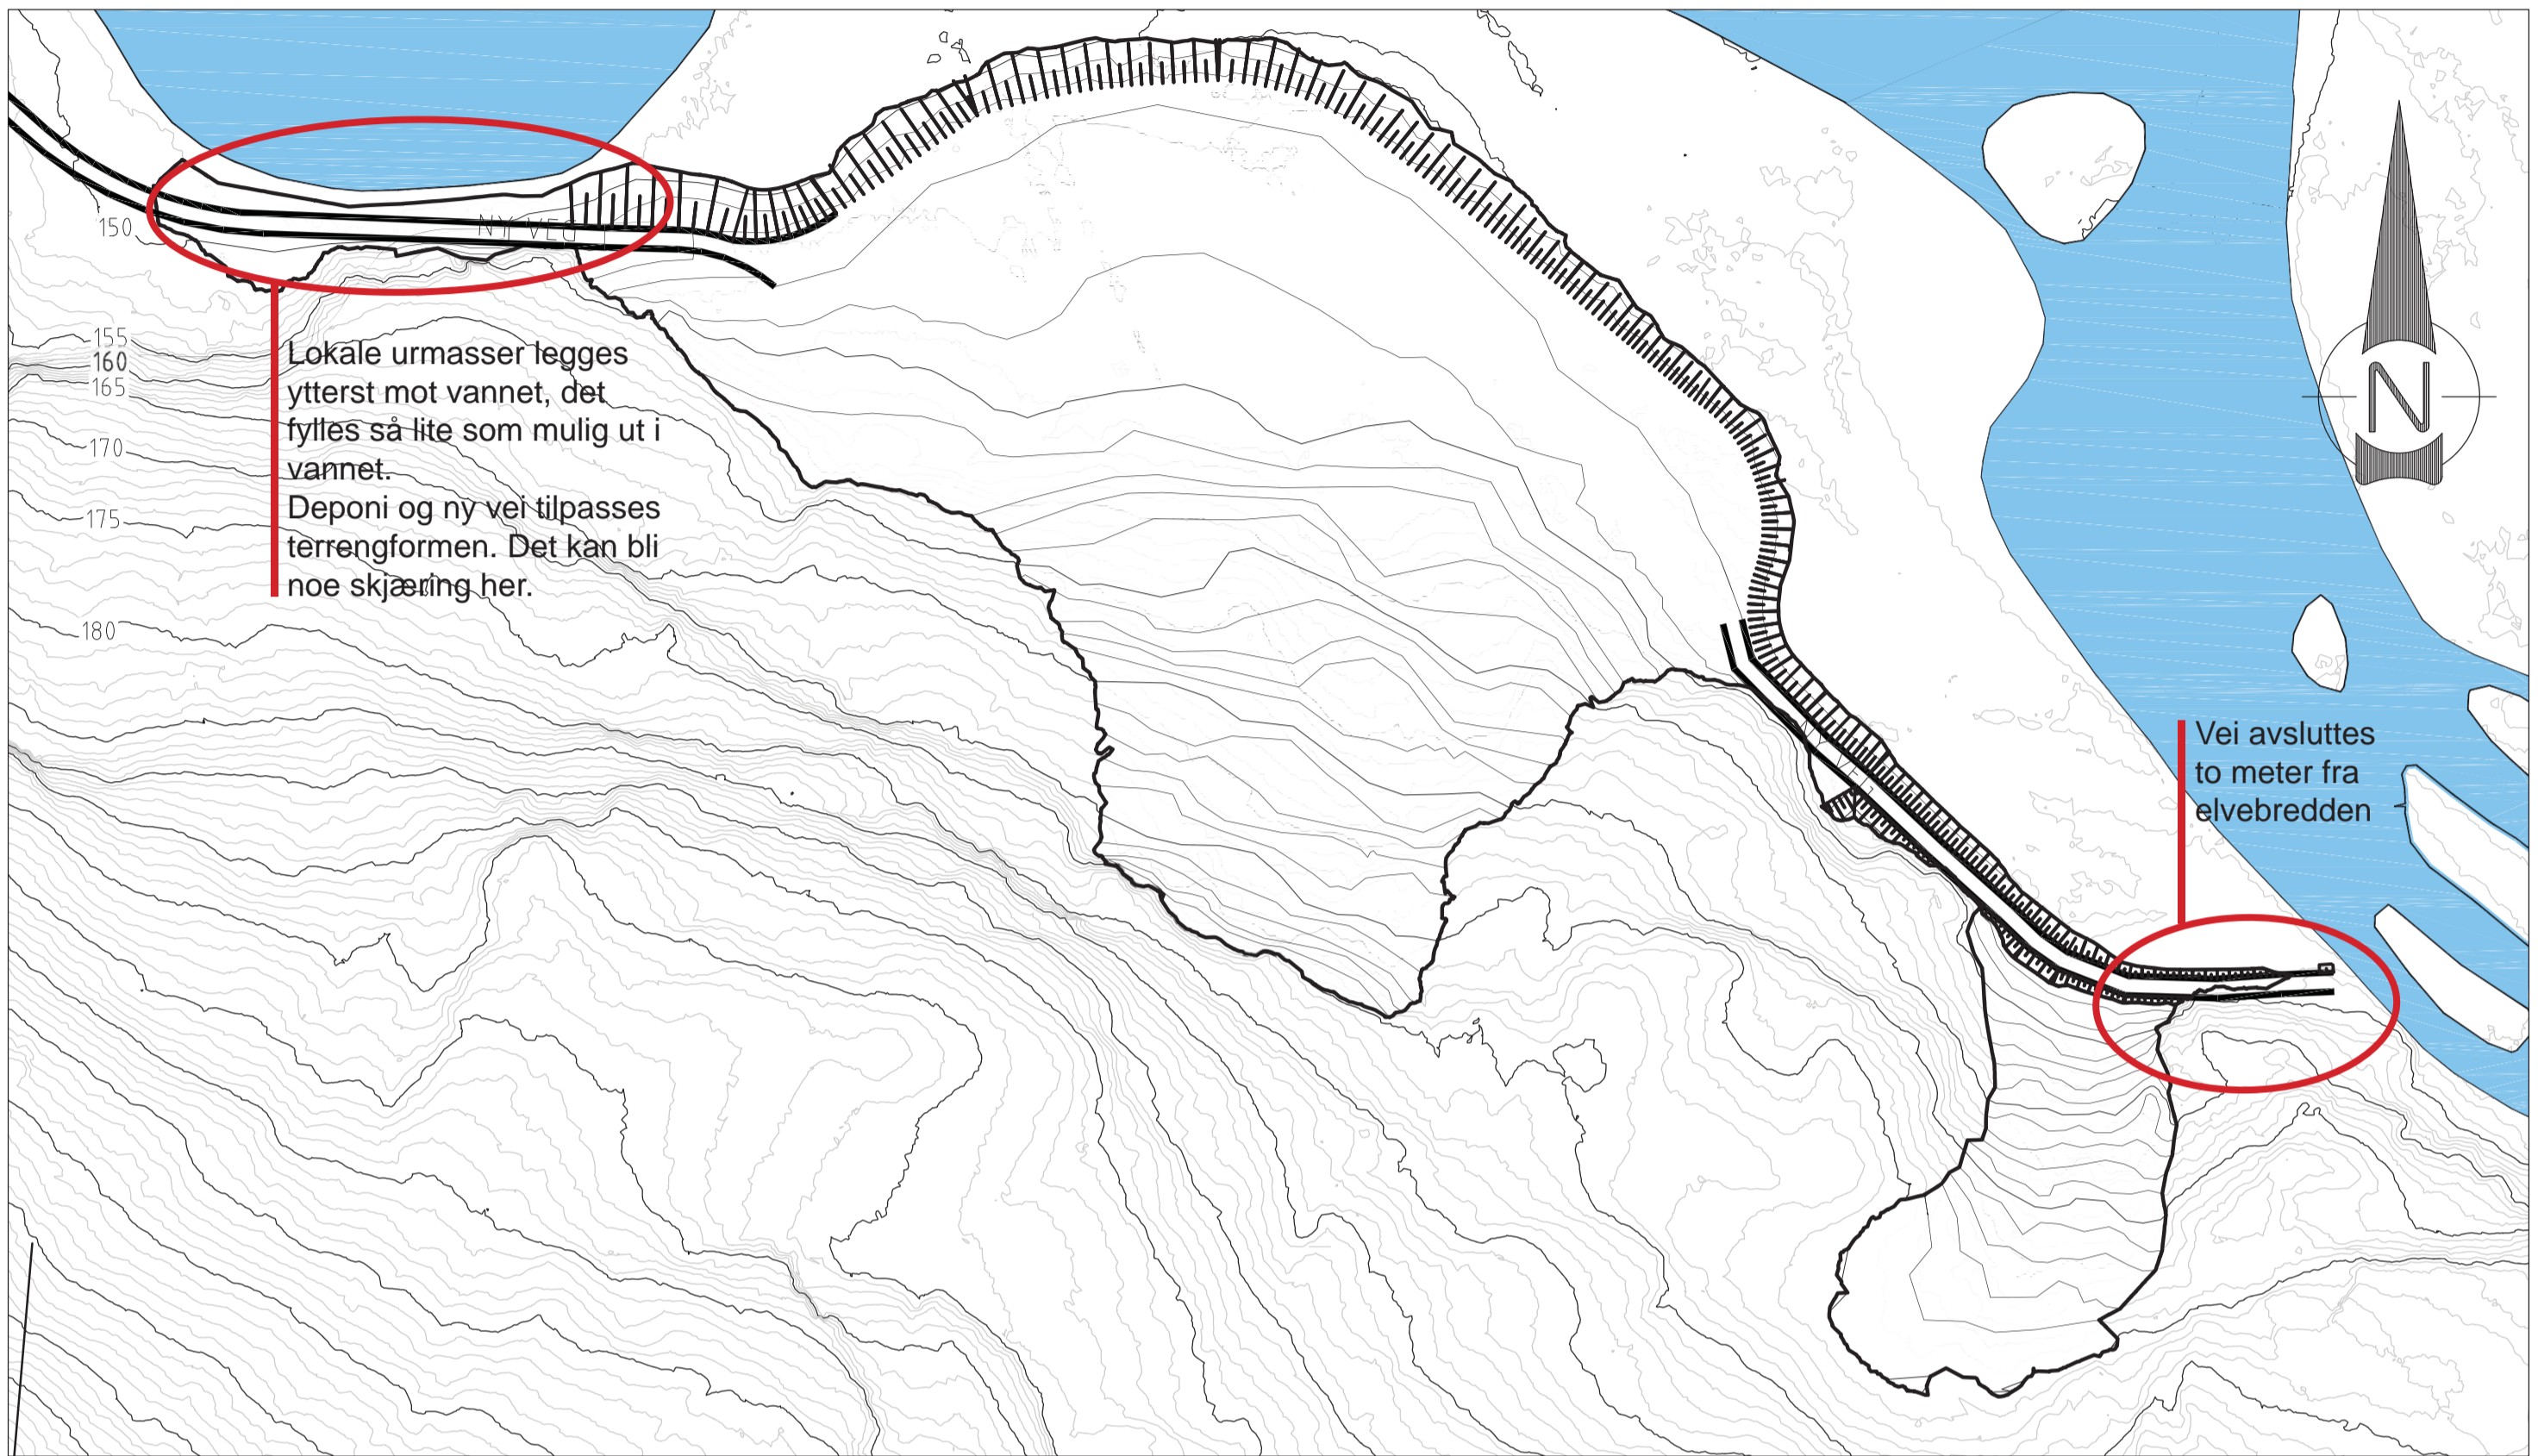 NY VEG
150
155
160
165
170
175
180
Lokale urmasser legges
ytterst mot vannet, det
fylles så lite som mulig ut i
vannet.
Deponi og ny vei tilpasses
terrengformen. Det kan bli
noe skjæring her.
N
Vei avsluttes
to meter fra
elvebredden